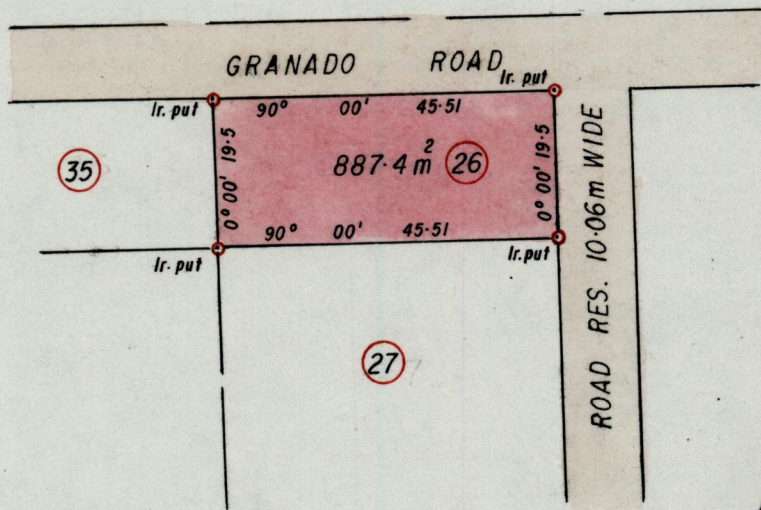 GRANADO ROAD
Ir. put
Ir. put
90° 00' 45·51
0° 00' 19·5
887·4 m² 26
0° 00' 19·5
35
90° 00' 45·51
Ir. put
Ir. put
27
ROAD RES. 10·06m WIDE